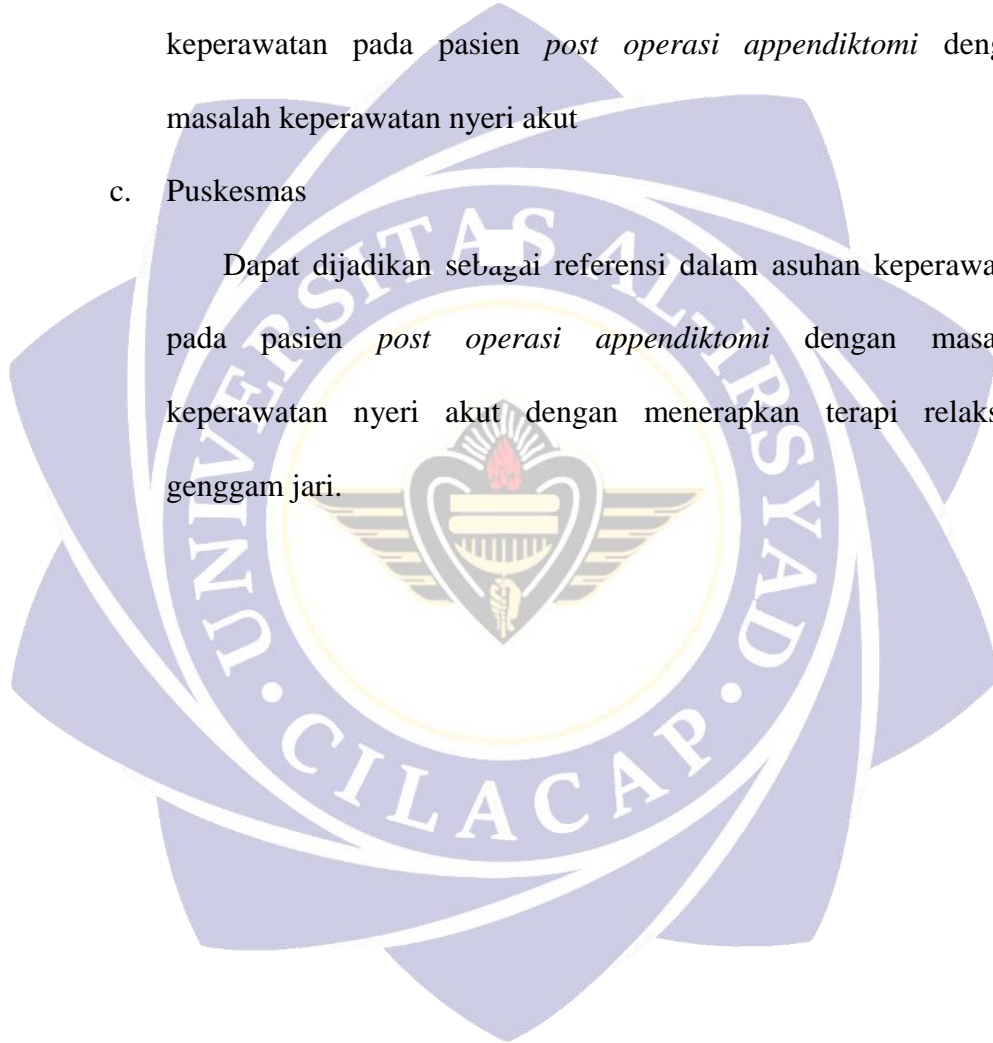 keperawatan pada pasien post operasi appendiktomi deng
masalah keperawatan nyeri akut
c. Puskesmas
Dapat dijadikan sebagai referensi dalam asuhan keperawa
pada pasien post operasi appendiktomi dengan masa
keperawatan nyeri akut dengan menerapkan terapi relaks
genggam jari.
UNIVERSITAS AL-IRSYAD
CILACAP